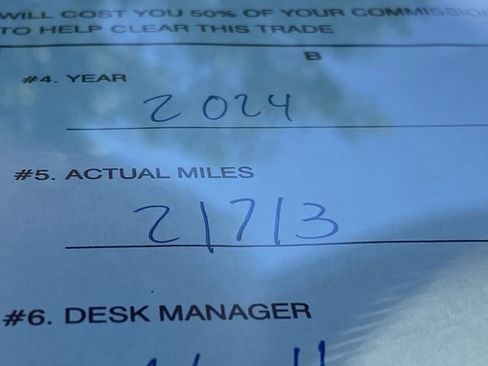 WILL COST YOU 50% OF YOUR COMMISSION
TO HELP CLEAR THIS TRADE
B
#4. YEAR
2024
#5. ACTUAL MILES
21713
#6. DESK MANAGER